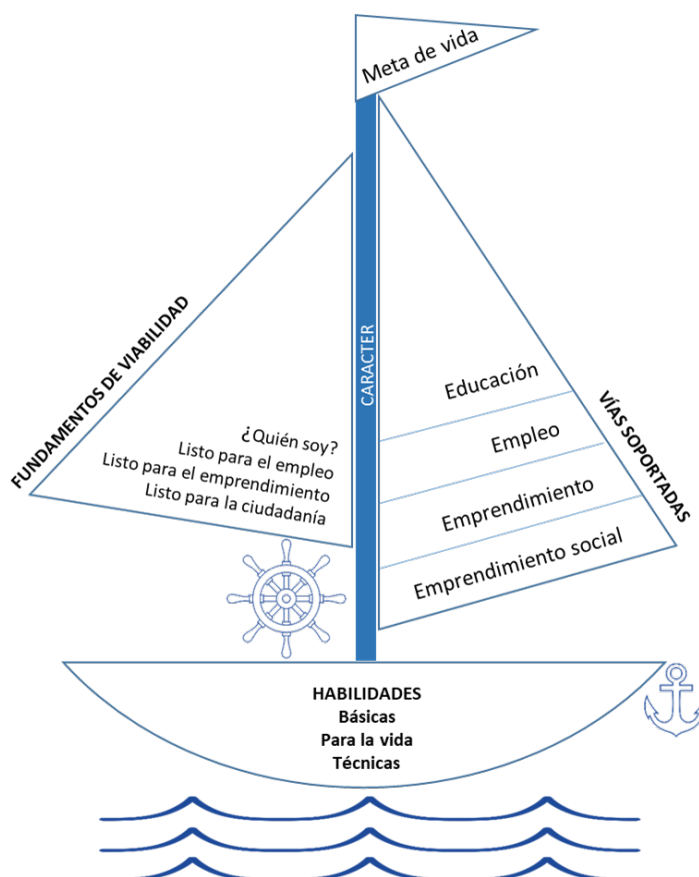 Meta de vida
FUNDAMENTOS DE VIABILIDAD
¿Quién soy?
Listo para el empleo
Listo para el emprendimiento
Listo para la ciudadanía
CARACTER
Educación
Empleo
Emprendimiento
Emprendimiento social
VÍAS SOPORTADAS
HABILIDADES
Básicas
Para la vida
Técnicas